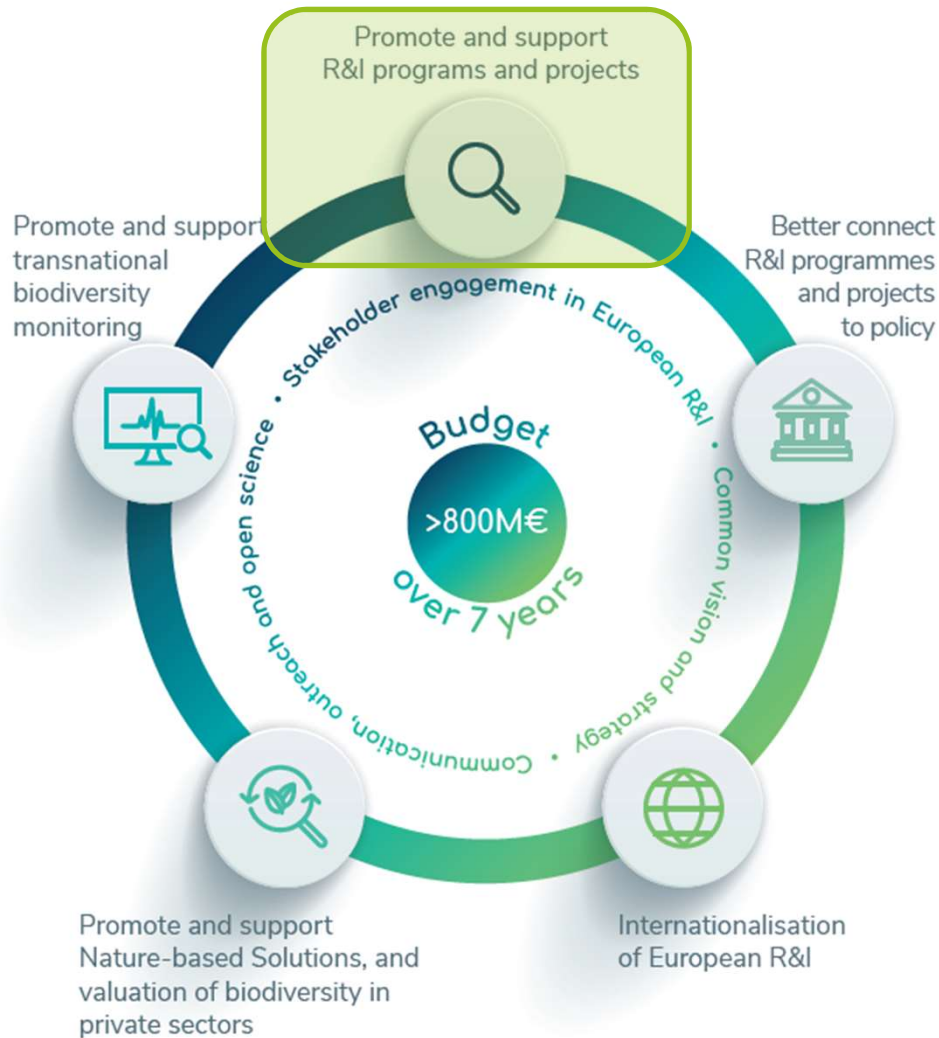 Promote and support
R&I programs and projects
Promote and support
transnational
biodiversity
monitoring
Better connect
R&I programmes
and projects
to policy
Stakeholder engagement in European R&I • Common vision and strategy • Communication, outreach and open science •
Budget
>800M€
over 7 years
Promote and support
Nature-based Solutions, and
valuation of biodiversity in
private sectors
Internationalisation
of European R&I